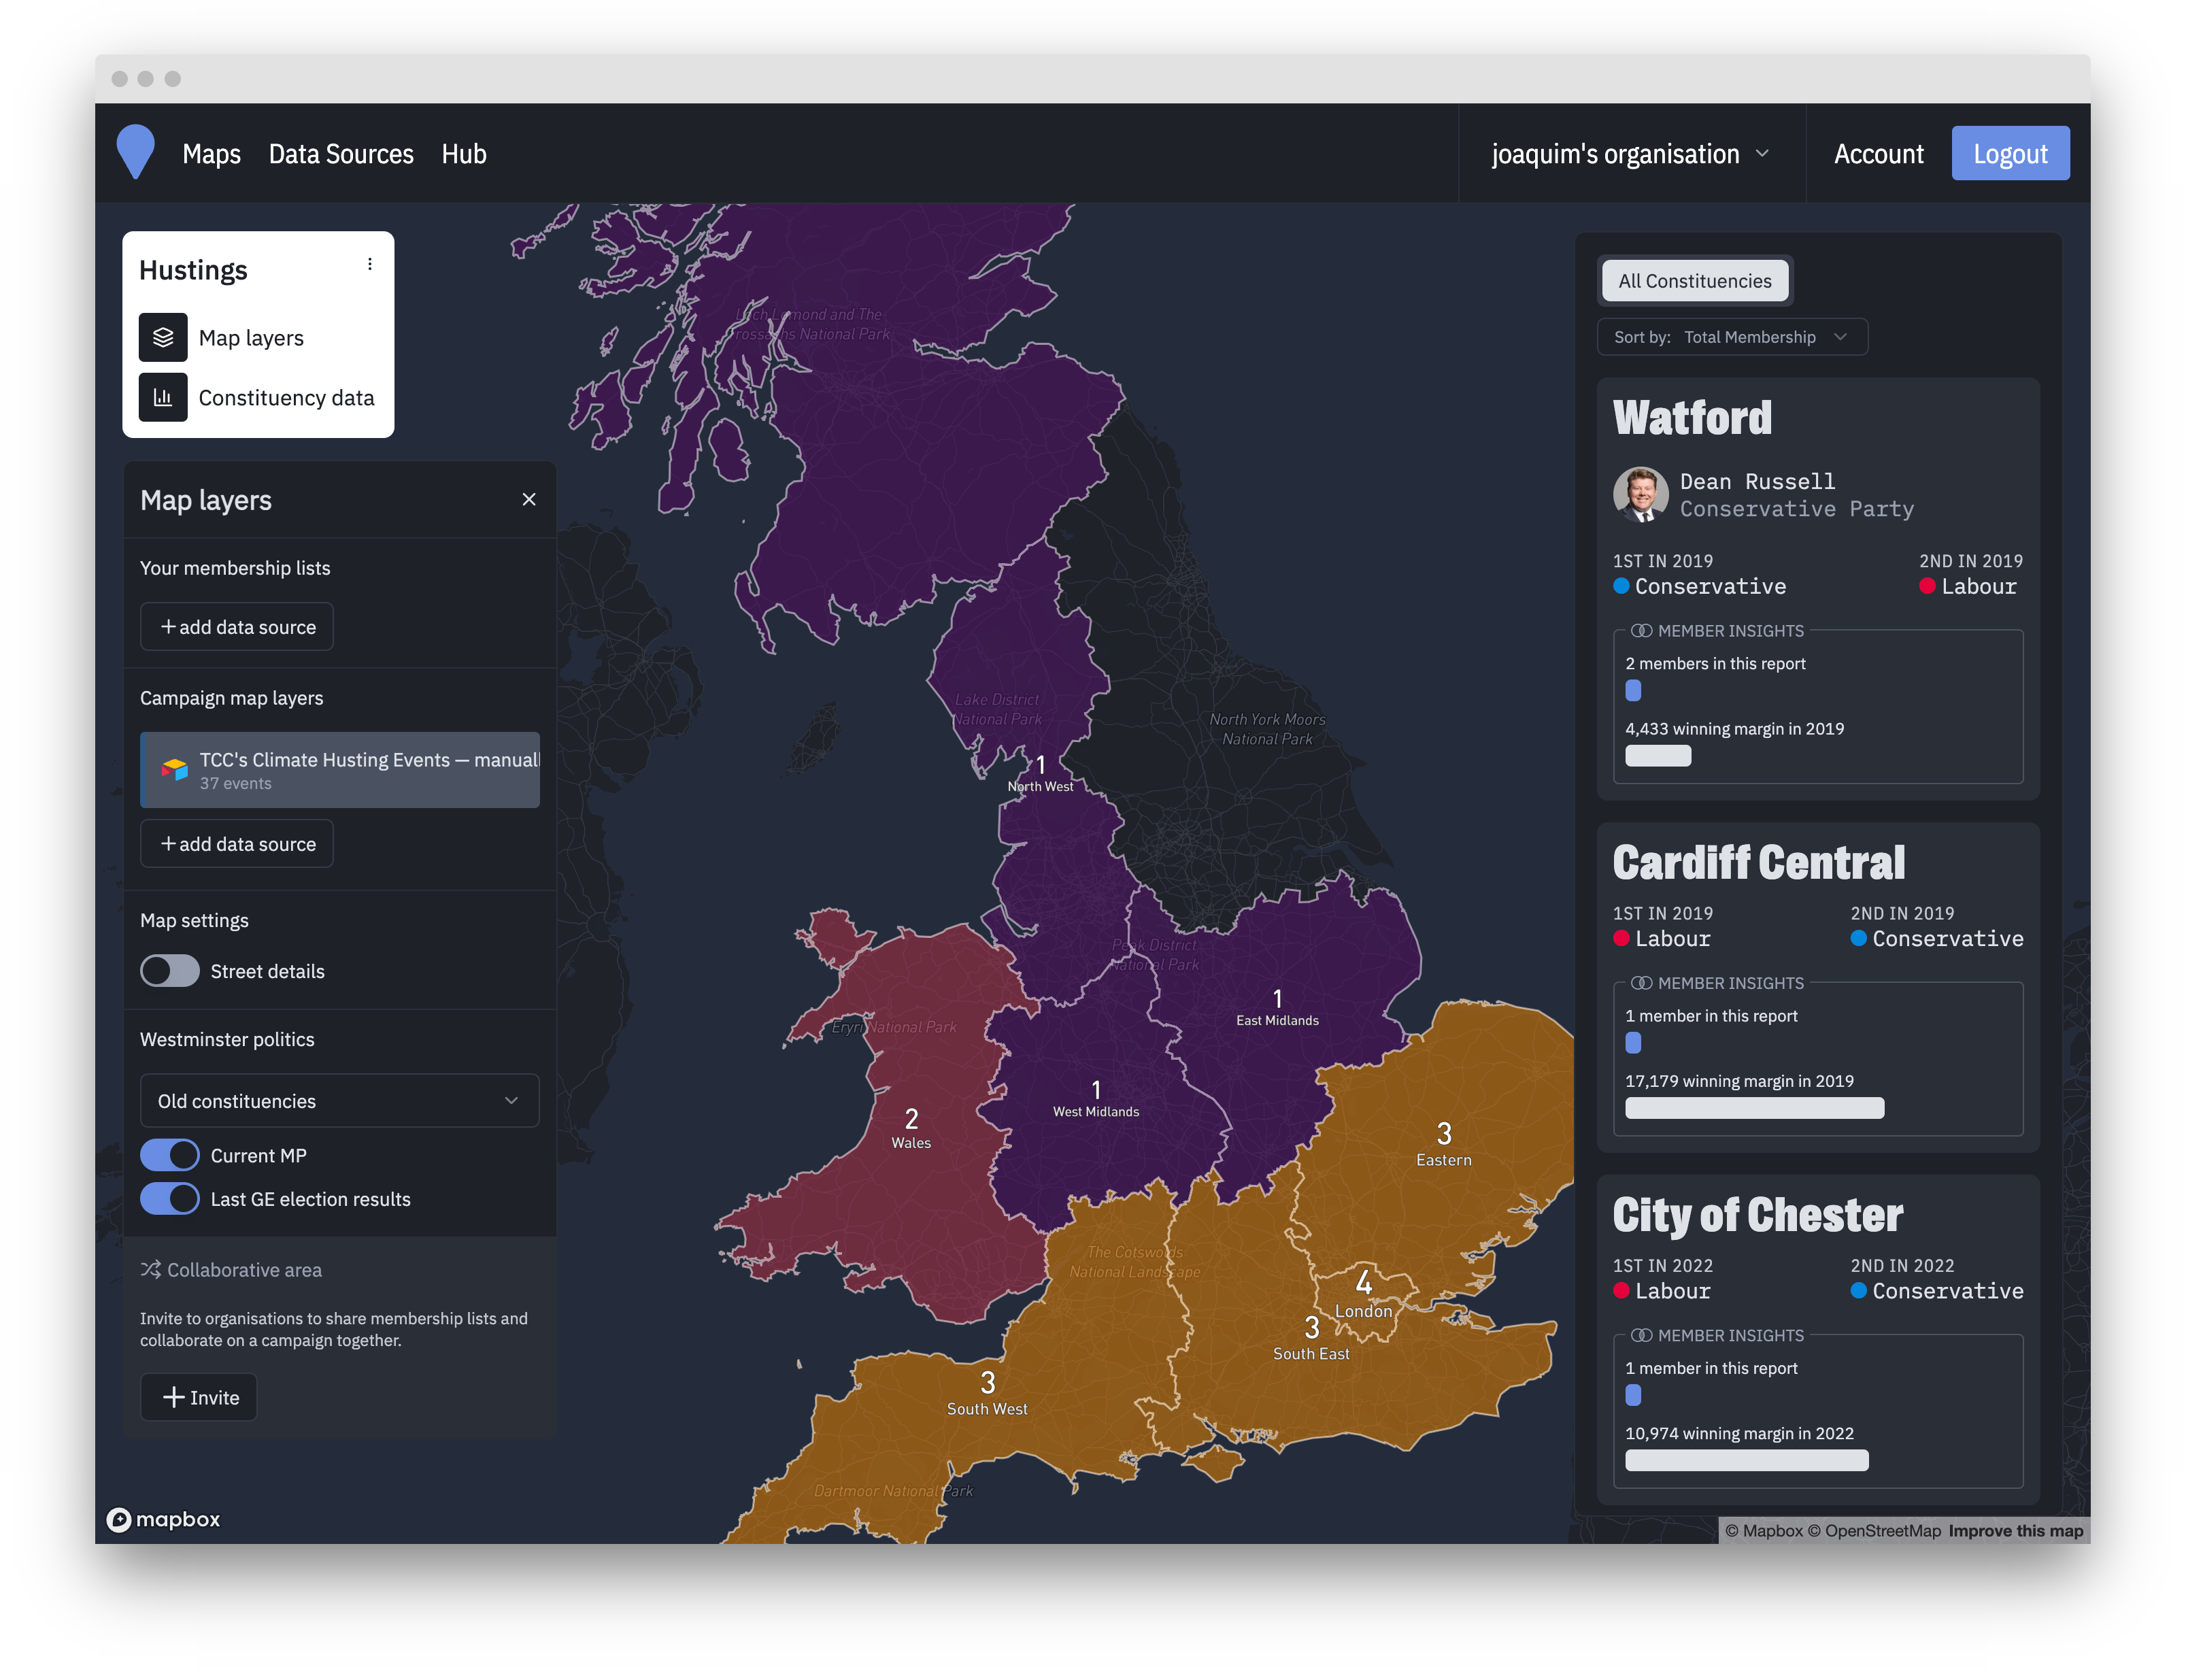 Maps
Data Sources
Hub
joaquim's organisation
Account
Logout
Hustings
Map layers
Constituency data
Map layers
Your membership lists
+ add data source
Campaign map layers
TCC's Climate Husting Events — manuall
37 events
+ add data source
Map settings
Street details
Westminster politics
Old constituencies
Current MP
Last GE election results
Collaborative area
Invite to organisations to share membership lists and
collaborate on a campaign together.
+ Invite
mapbox
Loch Lomond and The
Trossachs National Park
Lake District
National Park
North York Moors
National Park
1
North West
Peak District
National Park
1
East Midlands
Eryri National Park
1
West Midlands
2
Wales
3
Eastern
The Cotswolds
National Landscape
4
London
3
South East
3
South West
Dartmoor National Park
All Constituencies
Sort by: Total Membership
Watford
Dean Russell
Conservative Party
1ST IN 2019
2ND IN 2019
Conservative
Labour
MEMBER INSIGHTS
2 members in this report
4,433 winning margin in 2019
Cardiff Central
1ST IN 2019
2ND IN 2019
Labour
Conservative
MEMBER INSIGHTS
1 member in this report
17,179 winning margin in 2019
City of Chester
1ST IN 2022
2ND IN 2022
Labour
Conservative
MEMBER INSIGHTS
1 member in this report
10,974 winning margin in 2022
© Mapbox © OpenStreetMap Improve this map